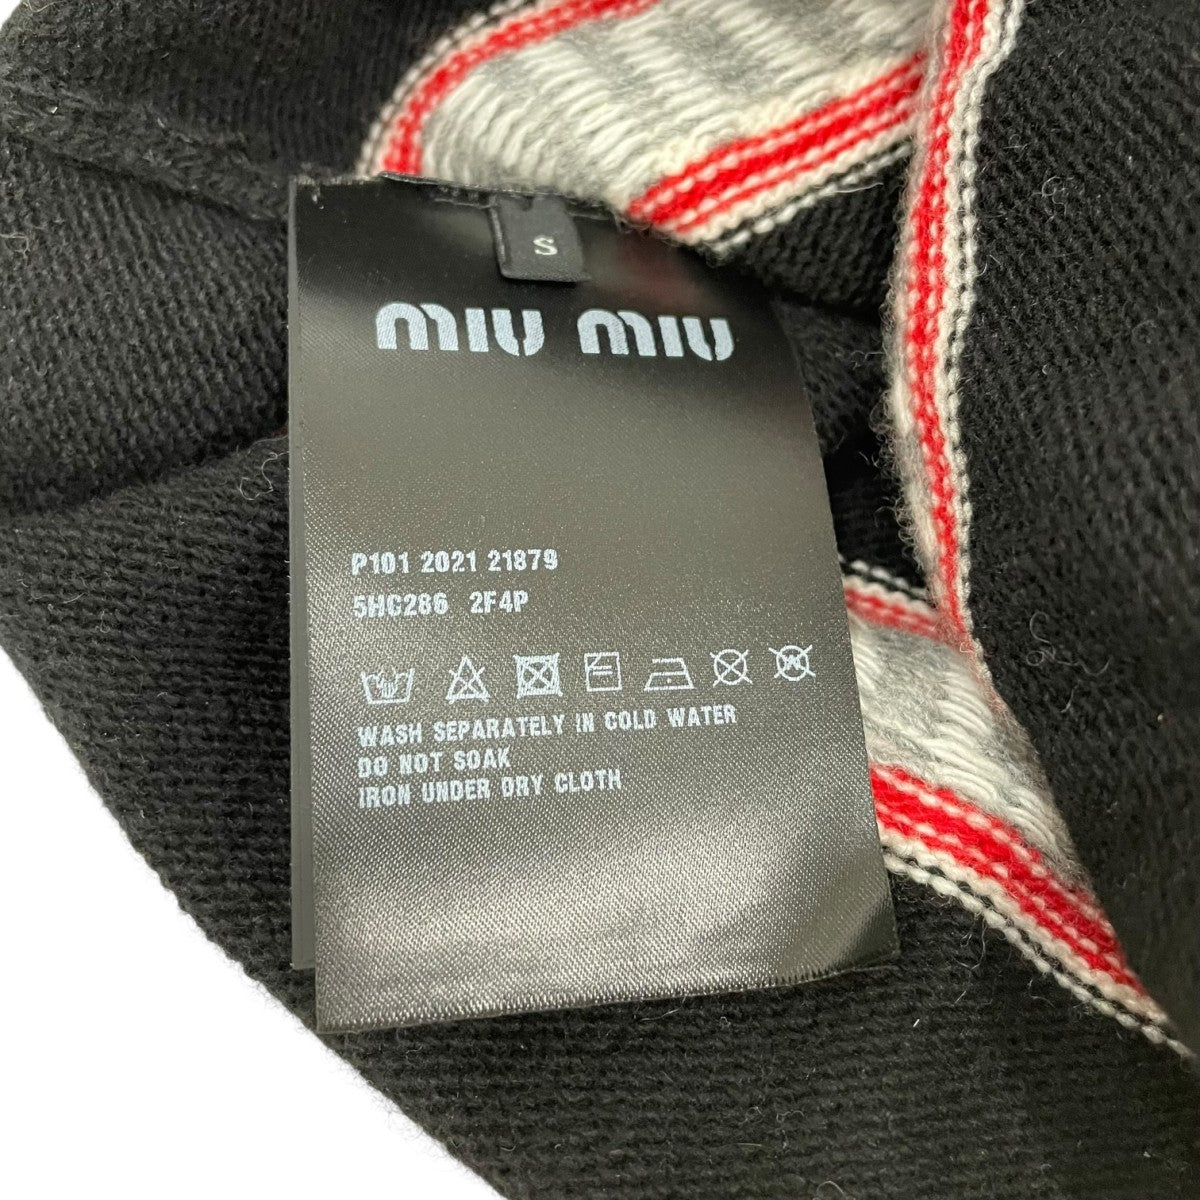 S
miu miu
P101 2021 21879
5HC286 2F4P
WASH SEPARATELY IN COLD WATER
DO NOT SOAK
IRON UNDER DRY CLOTH